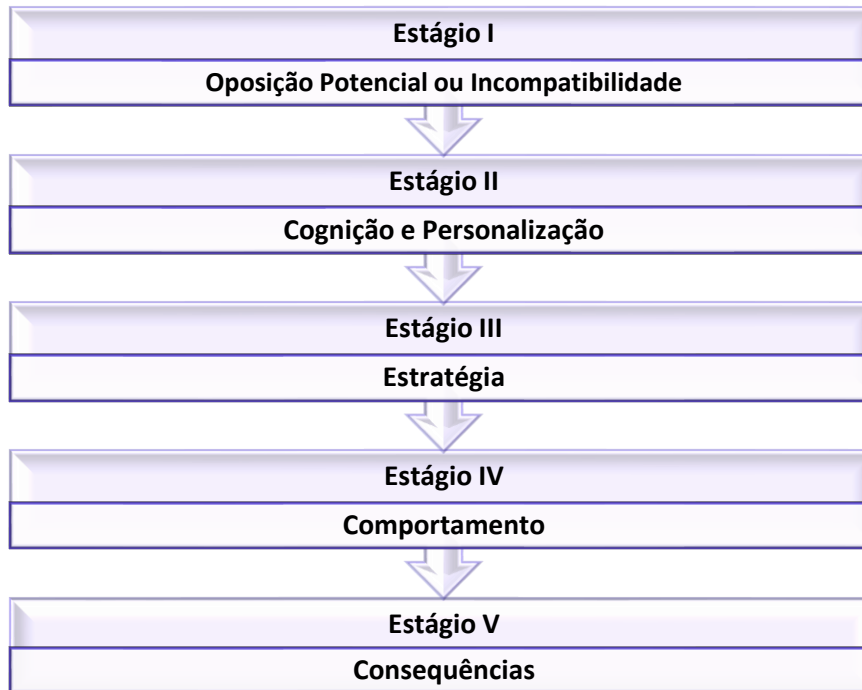 Estágio I
Oposição Potencial ou Incompatibilidade
Estágio II
Cognição e Personalização
Estágio III
Estratégia
Estágio IV
Comportamento
Estágio V
Consequências